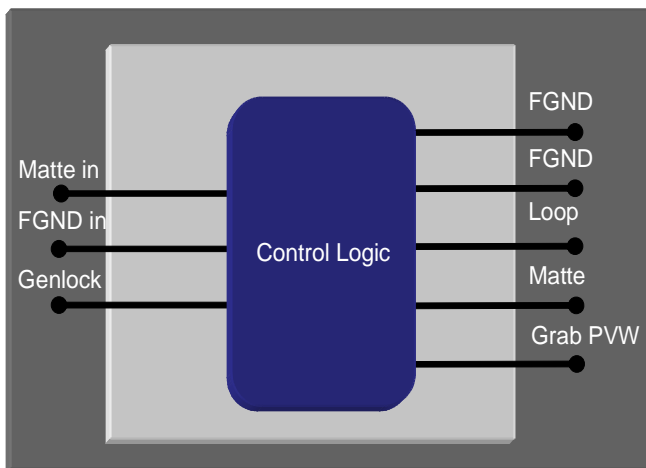 Matte in
FGND in
Genlock
Control Logic
FGND
FGND
Loop
Matte
Grab PVW